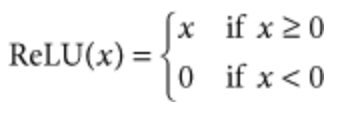 ReLU(x) = { x if x ≥ 0
0 if x < 0